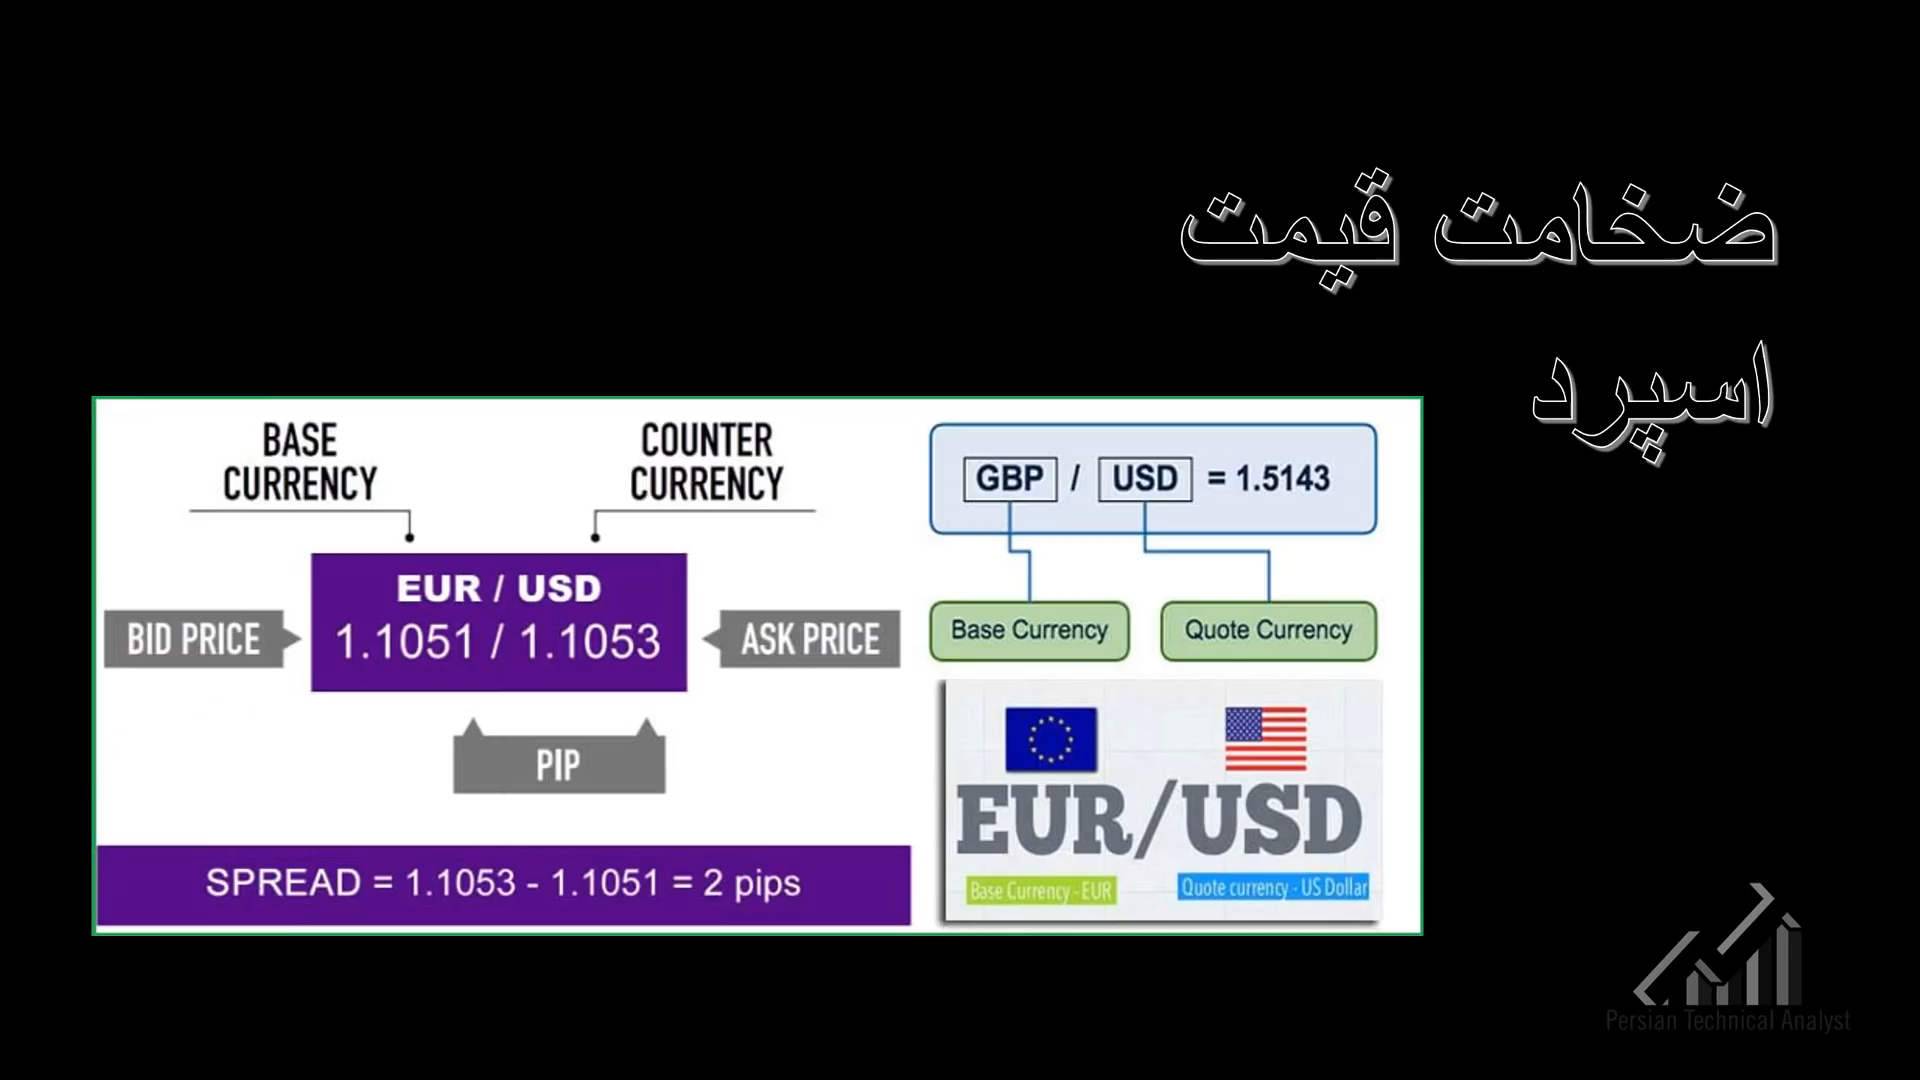 ضخامت قیمت
اسپرد
BASE
CURRENCY
COUNTER
CURRENCY
EUR / USD
BID PRICE
1.1051 / 1.1053
ASK PRICE
PIP
SPREAD = 1.1053 - 1.1051 = 2 pips
GBP / USD = 1.5143
Base Currency
Quote Currency
EUR/USD
Base Currency - EUR
Quote currency - US Dollar
Persian Technical Analyst